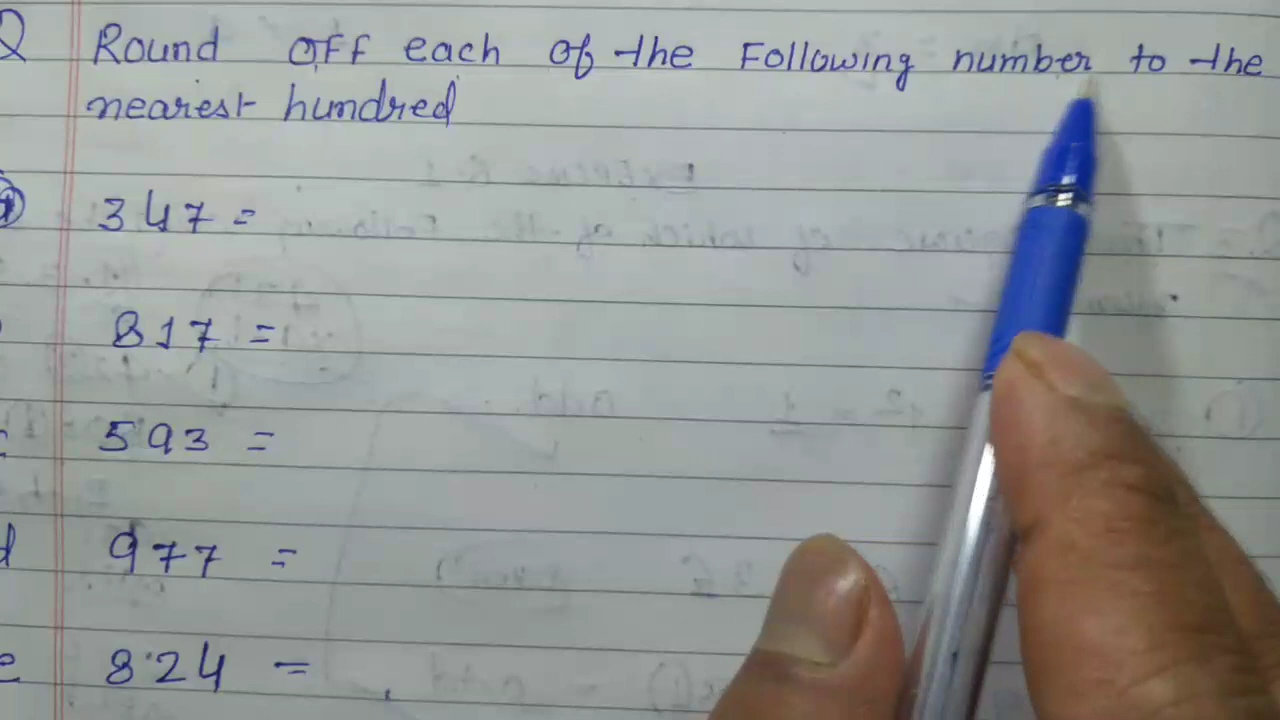 Q Round off each of the Following number to the
nearest hundred
a 347 =
817 =
c 593 =
d 977 =
e 824 =